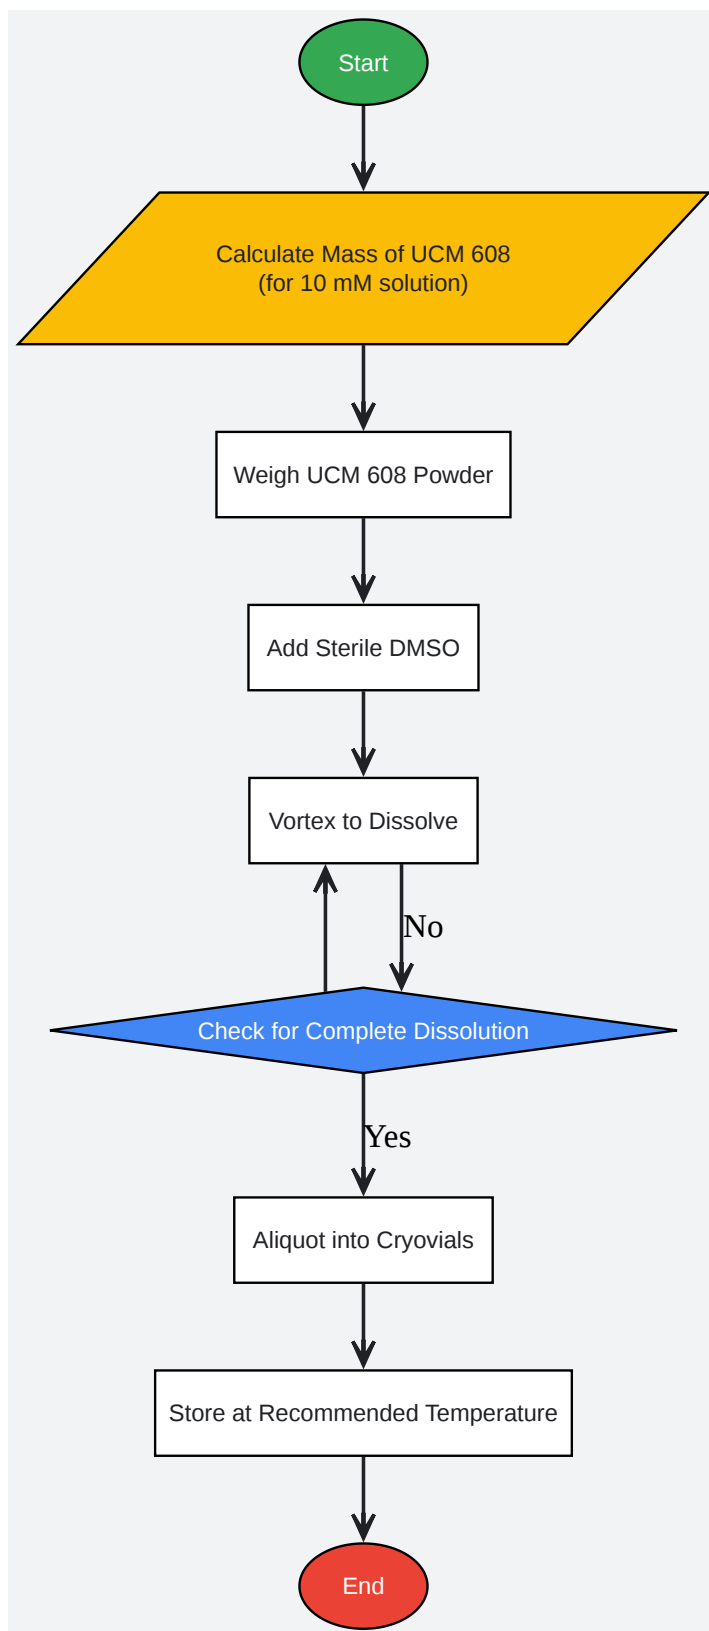 Start
Calculate Mass of UCM 608
(for 10 mM solution)
Weigh UCM 608 Powder
Add Sterile DMSO
Vortex to Dissolve
No
Check for Complete Dissolution
Yes
Aliquot into Cryovials
Store at Recommended Temperature
End